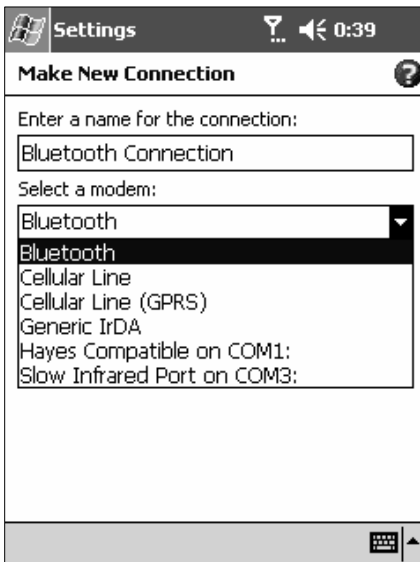 Settings 0:39
Make New Connection
Enter a name for the connection:
Bluetooth Connection
Select a modem:
Bluetooth
Bluetooth
Cellular Line
Cellular Line (GPRS)
Generic IrDA
Hayes Compatible on COM1:
Slow Infrared Port on COM3: